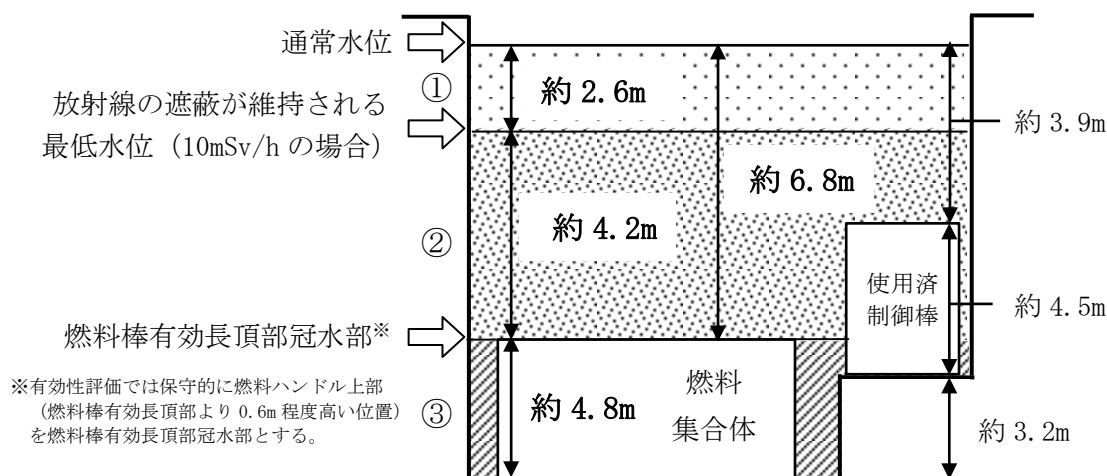 通常水位
①
約 2.6m
放射線の遮蔽が維持される
最低水位（10mSv/h の場合）
約 3.9m
約 6.8m
②
約 4.2m
使用済
制御棒
約 4.5m
燃料棒有効長頂部冠水部※
※有効性評価では保守的に燃料ハンドル上部
（燃料棒有効長頂部より 0.6m 程度高い位置）
を燃料棒有効長頂部冠水部とする。
③
約 4.8m
燃料
集合体
約 3.2m